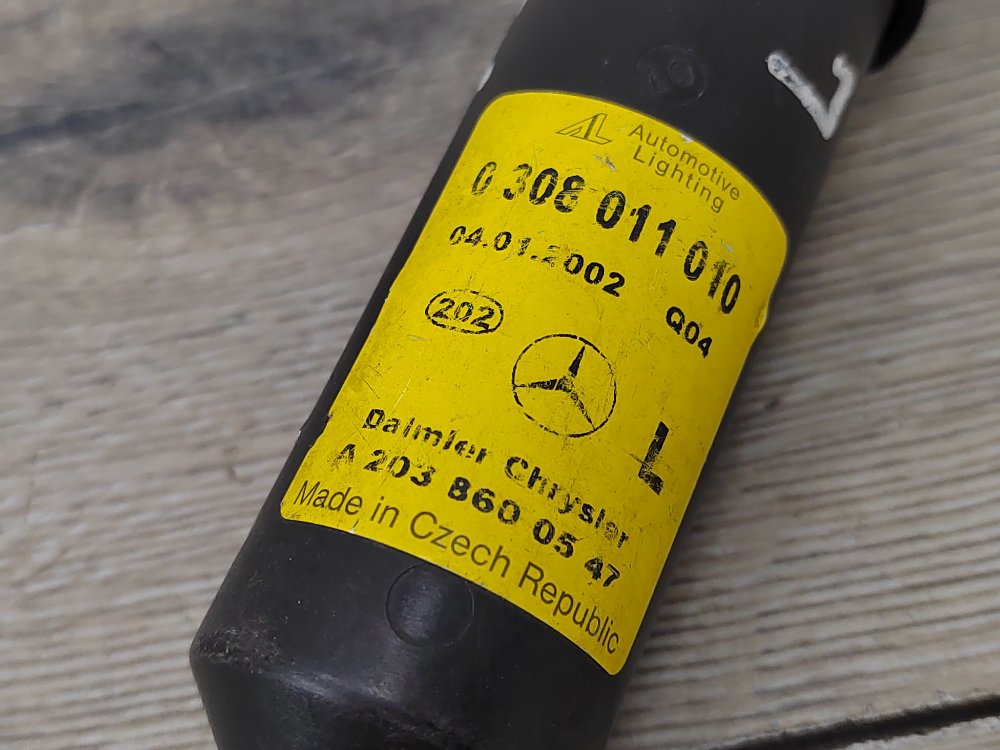 AL Automotive
Lighting
0 308 011 010
04.01.2002 Q04
202
L
Daimler Chrysler
A 203 860 05 47
Made in Czech Republic
L